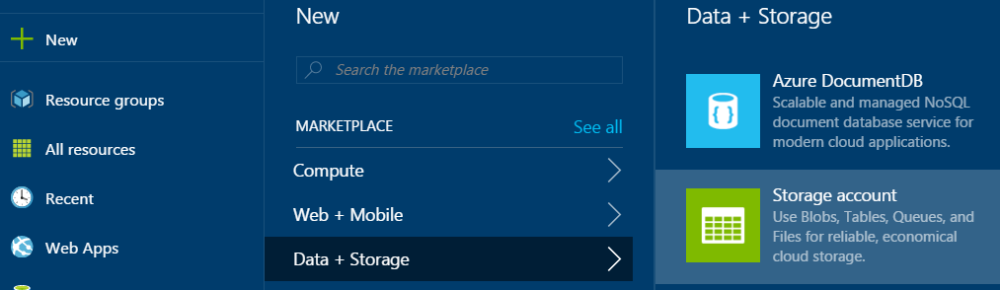 New
Resource groups
All resources
Recent
Web Apps
New
Search the marketplace
MARKETPLACE See all
Compute
Web + Mobile
Data + Storage
Data + Storage
Azure DocumentDB
Scalable and managed NoSQL
document database service for
modern cloud applications.
Storage account
Use Blobs, Tables, Queues, and
Files for reliable, economical
cloud storage.